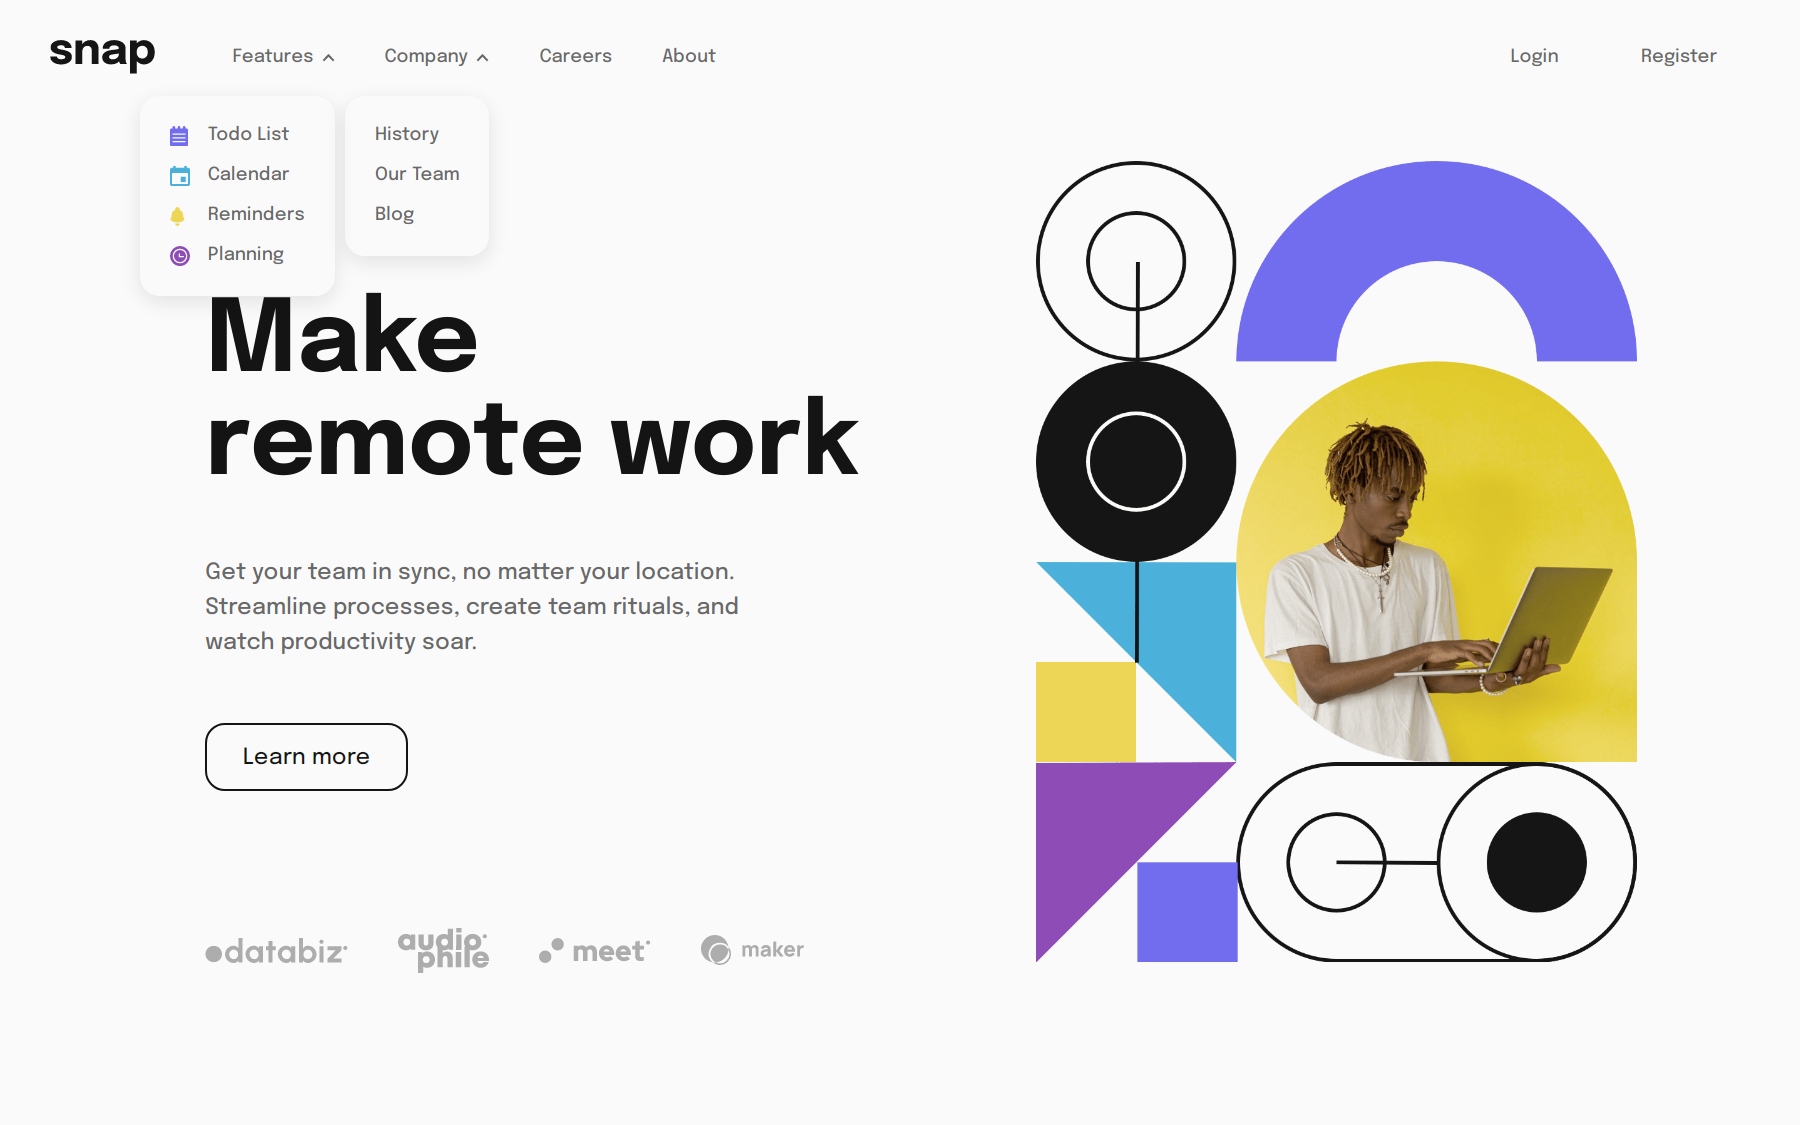 snap
Features
Company
Careers
About
Login
Register
Todo List
Calendar
Reminders
Planning
History
Our Team
Blog
Make
remote work
Get your team in sync, no matter your location.
Streamline processes, create team rituals, and
watch productivity soar.
Learn more
databiz
audio
phile
meet
maker